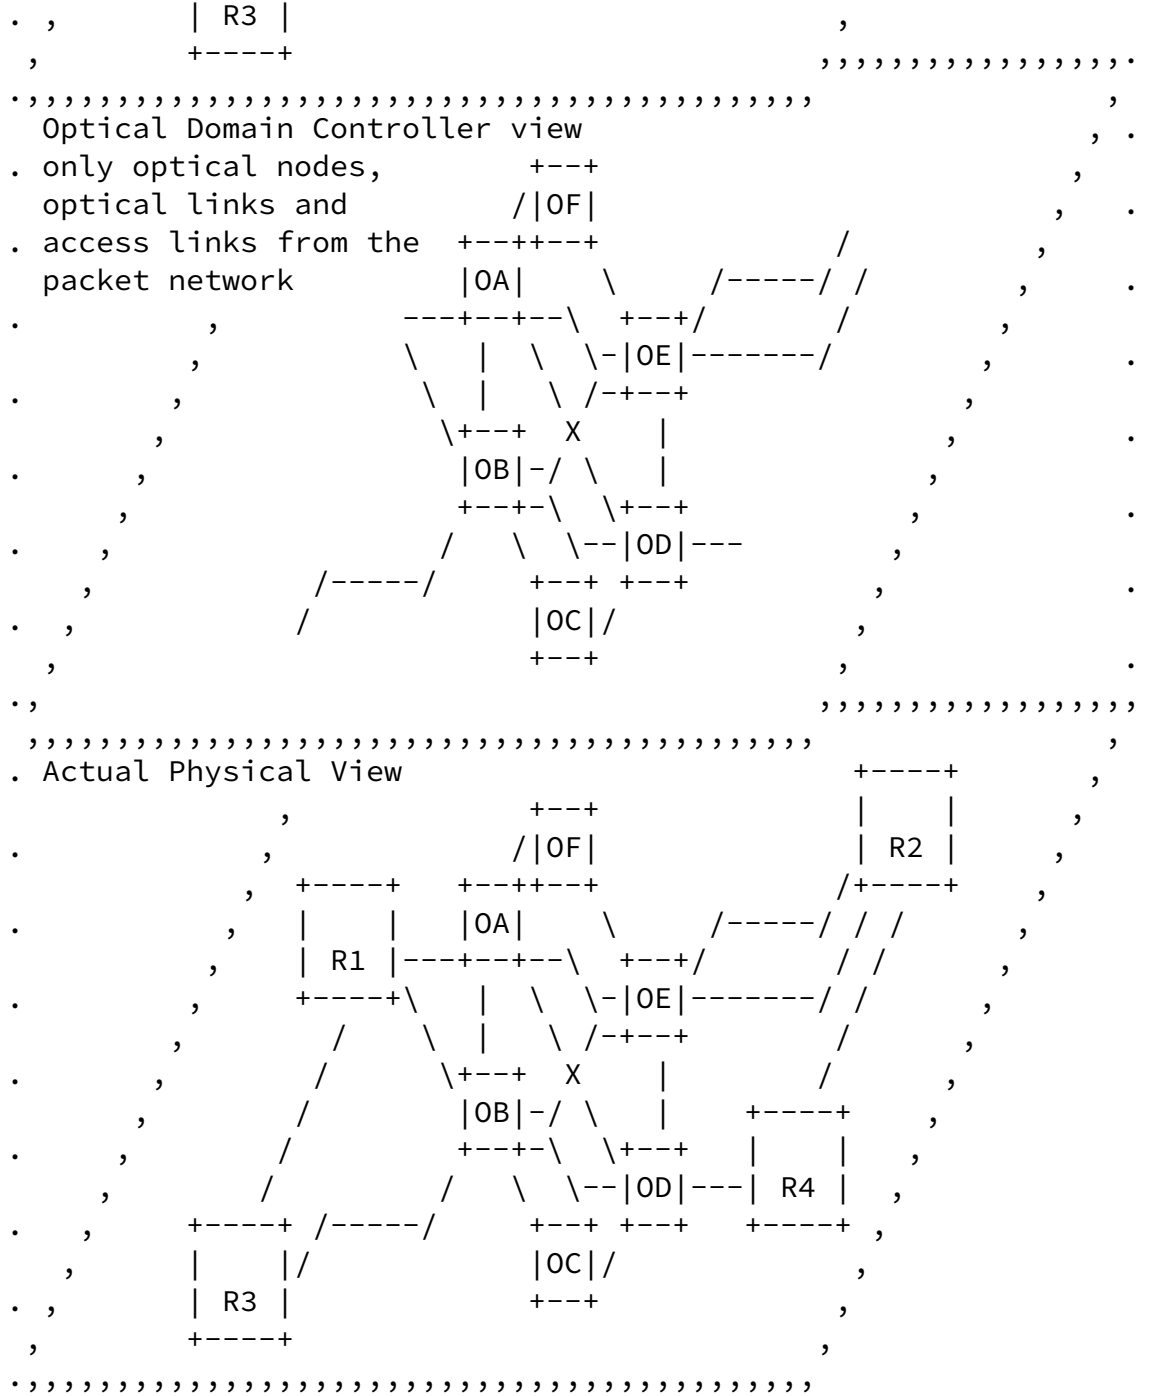 . ,       | R3 |                              ,
 ,        +----+                             ,,,,,,,,,,,,,,,,,,.
.,,,,,,,,,,,,,,,,,,,,,,,,,,,,,,,,,,,,,,,,,,,,                ,
  Optical Domain Controller view                            , .
. only optical nodes,        +--+                          ,
  optical links and         /|OF|                         ,   .
. access links from the  +--++--+             /          ,
  packet network         |OA|    \     /-----/ /        ,     .
.          ,          ---+--+--\  +--+/       /        ,
          ,           \   |  \  \-|OE|-------/        ,       .
.        ,             \  |   \ /-+--+               ,
        ,               \+--+  X    |               ,         .
.      ,                 |OB|-/ \   |              ,
      ,                  +--+-\  \+--+            ,           .
.    ,                  /   \  \--|OD|---        ,
    ,            /-----/     +--+ +--+          ,             .
.  ,            /            |OC|/             ,
  ,                          +--+             ,               .
.,                                           ,,,,,,,,,,,,,,,,,,
 ,,,,,,,,,,,,,,,,,,,,,,,,,,,,,,,,,,,,,,,,,,,,                ,
. Actual Physical View                         +----+       ,
               ,             +--+              |    |      ,
.             ,             /|OF|              | R2 |     ,
             ,  +----+   +--++--+             /+----+    ,
.           ,   |    |   |OA|    \     /-----/ / /      ,
           ,    | R1 |---+--+--\  +--+/       / /      ,
.         ,     +----+\   |  \  \-|OE|-------/ /      ,
         ,        /    \  |   \ /-+--+        /      ,
.       ,        /      \+--+  X    |        /      ,
       ,        /        |OB|-/ \   |    +----+    ,
.     ,        /         +--+-\  \+--+   |    |   ,
     ,        /         /   \  \--|OD|---| R4 |  ,
.   ,     +----+ /-----/     +--+ +--+   +----+ ,
   ,      |    |/            |OC|/             ,
. ,       | R3 |             +--+             ,
 ,        +----+                             ,
.,,,,,,,,,,,,,,,,,,,,,,,,,,,,,,,,,,,,,,,,,,,,